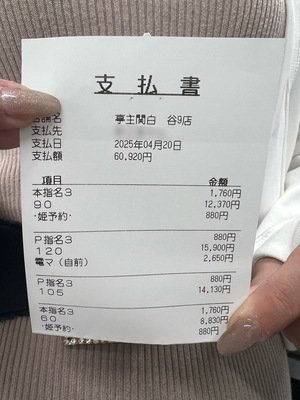 支払書
店舗名 亭主関白 谷9店
支払先
支払日 2025年04月20日
支払額 60,920円
項目 金額
本指名3 1,760円
90 12,370円
·姫予約· 880円
P指名3 880円
120 15,900円
電マ(自前) 2,650円
P指名3 880円
105 14,130円
本指名3 1,760円
60 8,830円
·姫予約· 880円